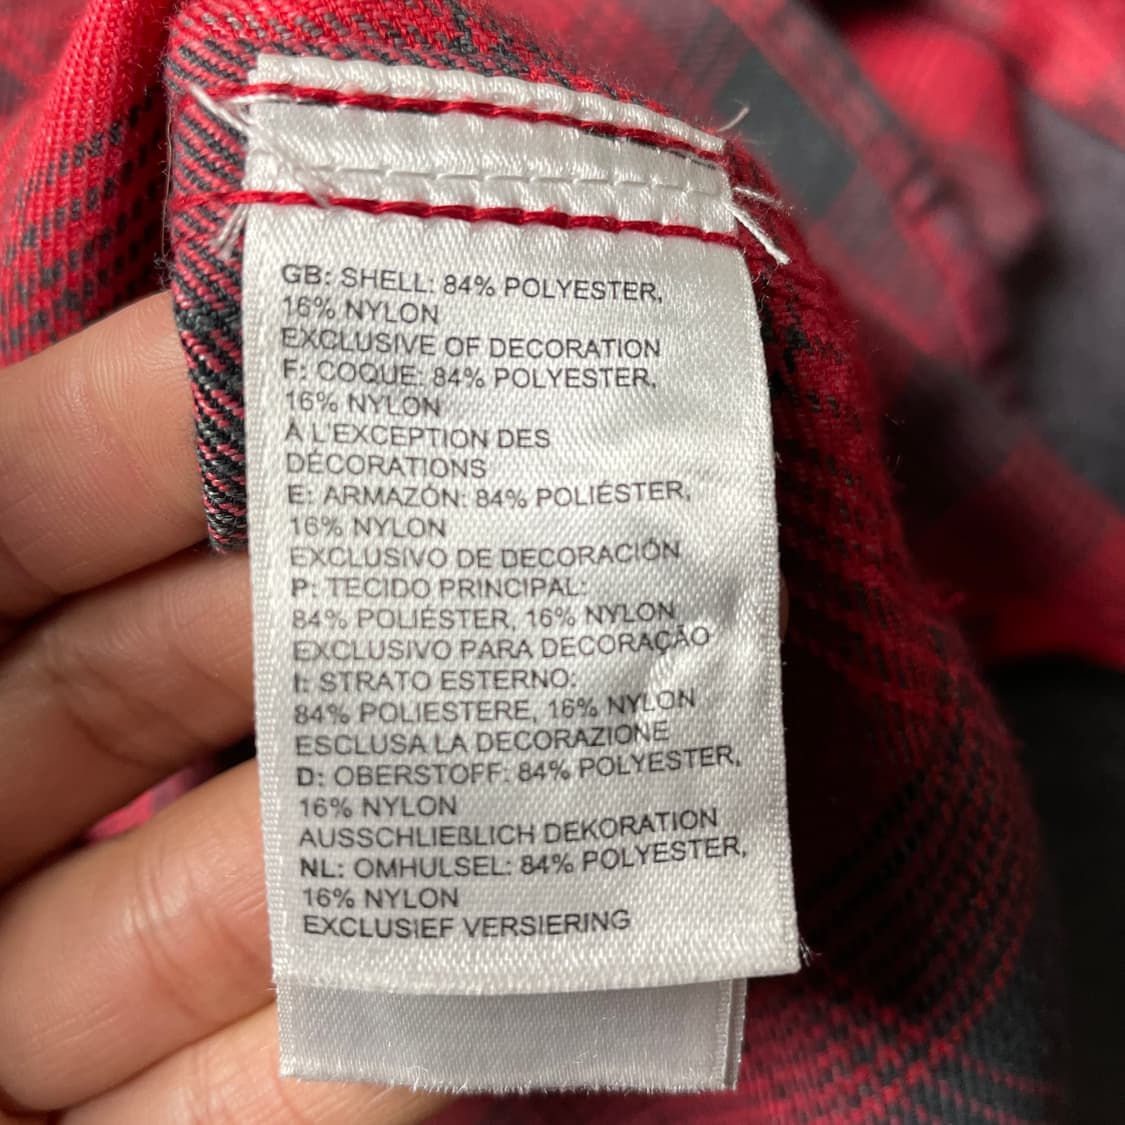 GB: SHELL: 84% POLYESTER,
16% NYLON
EXCLUSIVE OF DECORATION
F: COQUE: 84% POLYESTER,
16% NYLON
À L'EXCEPTION DES
DÉCORATIONS
E: ARMAZÓN: 84% POLIÉSTER,
16% NYLON
EXCLUSIVO DE DECORACIÓN
P: TECIDO PRINCIPAL:
84% POLIÉSTER, 16% NYLON
EXCLUSIVO PARA DECORAÇÃO
I: STRATO ESTERNO:
84% POLIESTERE, 16% NYLON
ESCLUSA LA DECORAZIONE
D: OBERSTOFF: 84% POLYESTER,
16% NYLON
AUSSCHLIEßLICH DEKORATION
NL: OMHULSEL: 84% POLYESTER,
16% NYLON
EXCLUSIEF VERSIERING